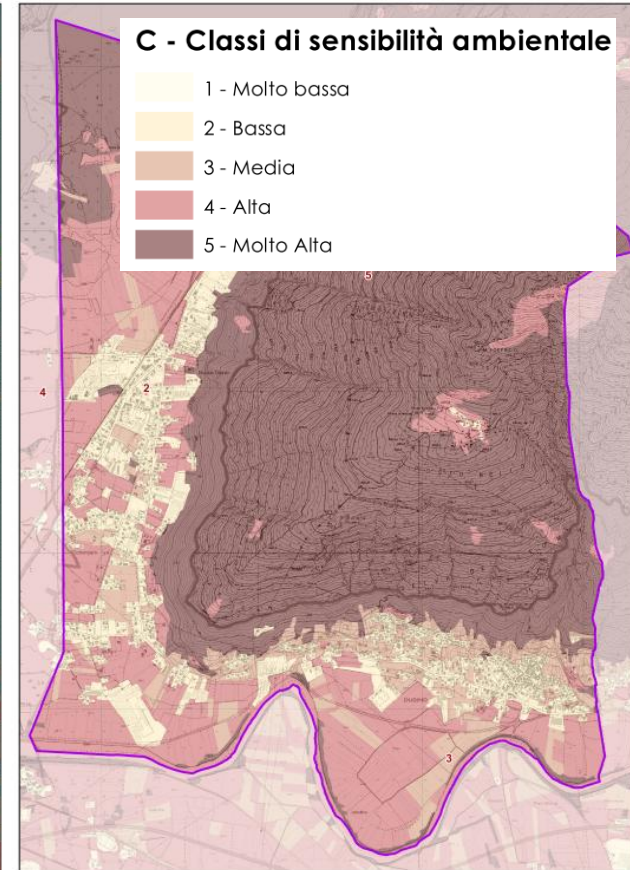 C - Classi di sensibilità ambientale
1 - Molto bassa
2 - Bassa
3 - Media
4 - Alta
5 - Molto Alta
5
2
4
3